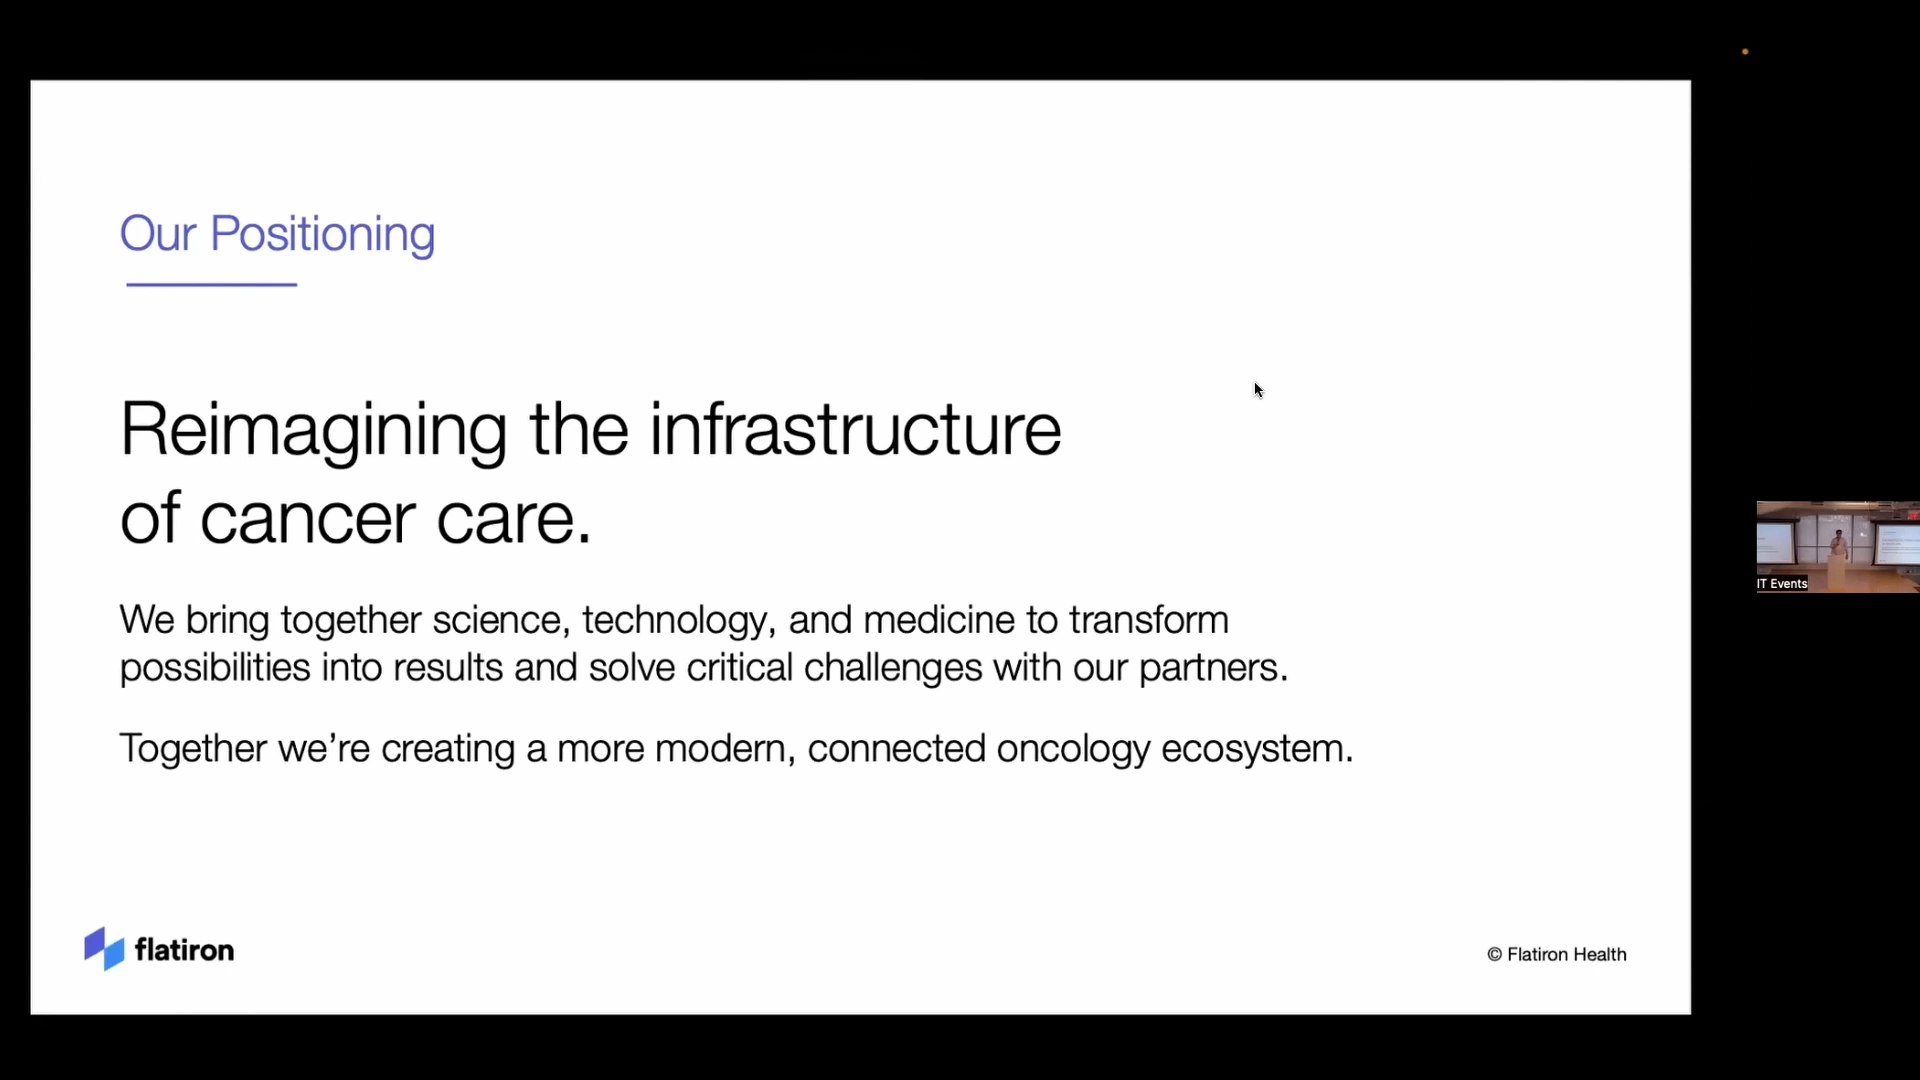 Our Positioning
Reimagining the infrastructure
of cancer care.
We bring together science, technology, and medicine to transform
possibilities into results and solve critical challenges with our partners.
Together we’re creating a more modern, connected oncology ecosystem.
flatiron
© Flatiron Health
IT Events